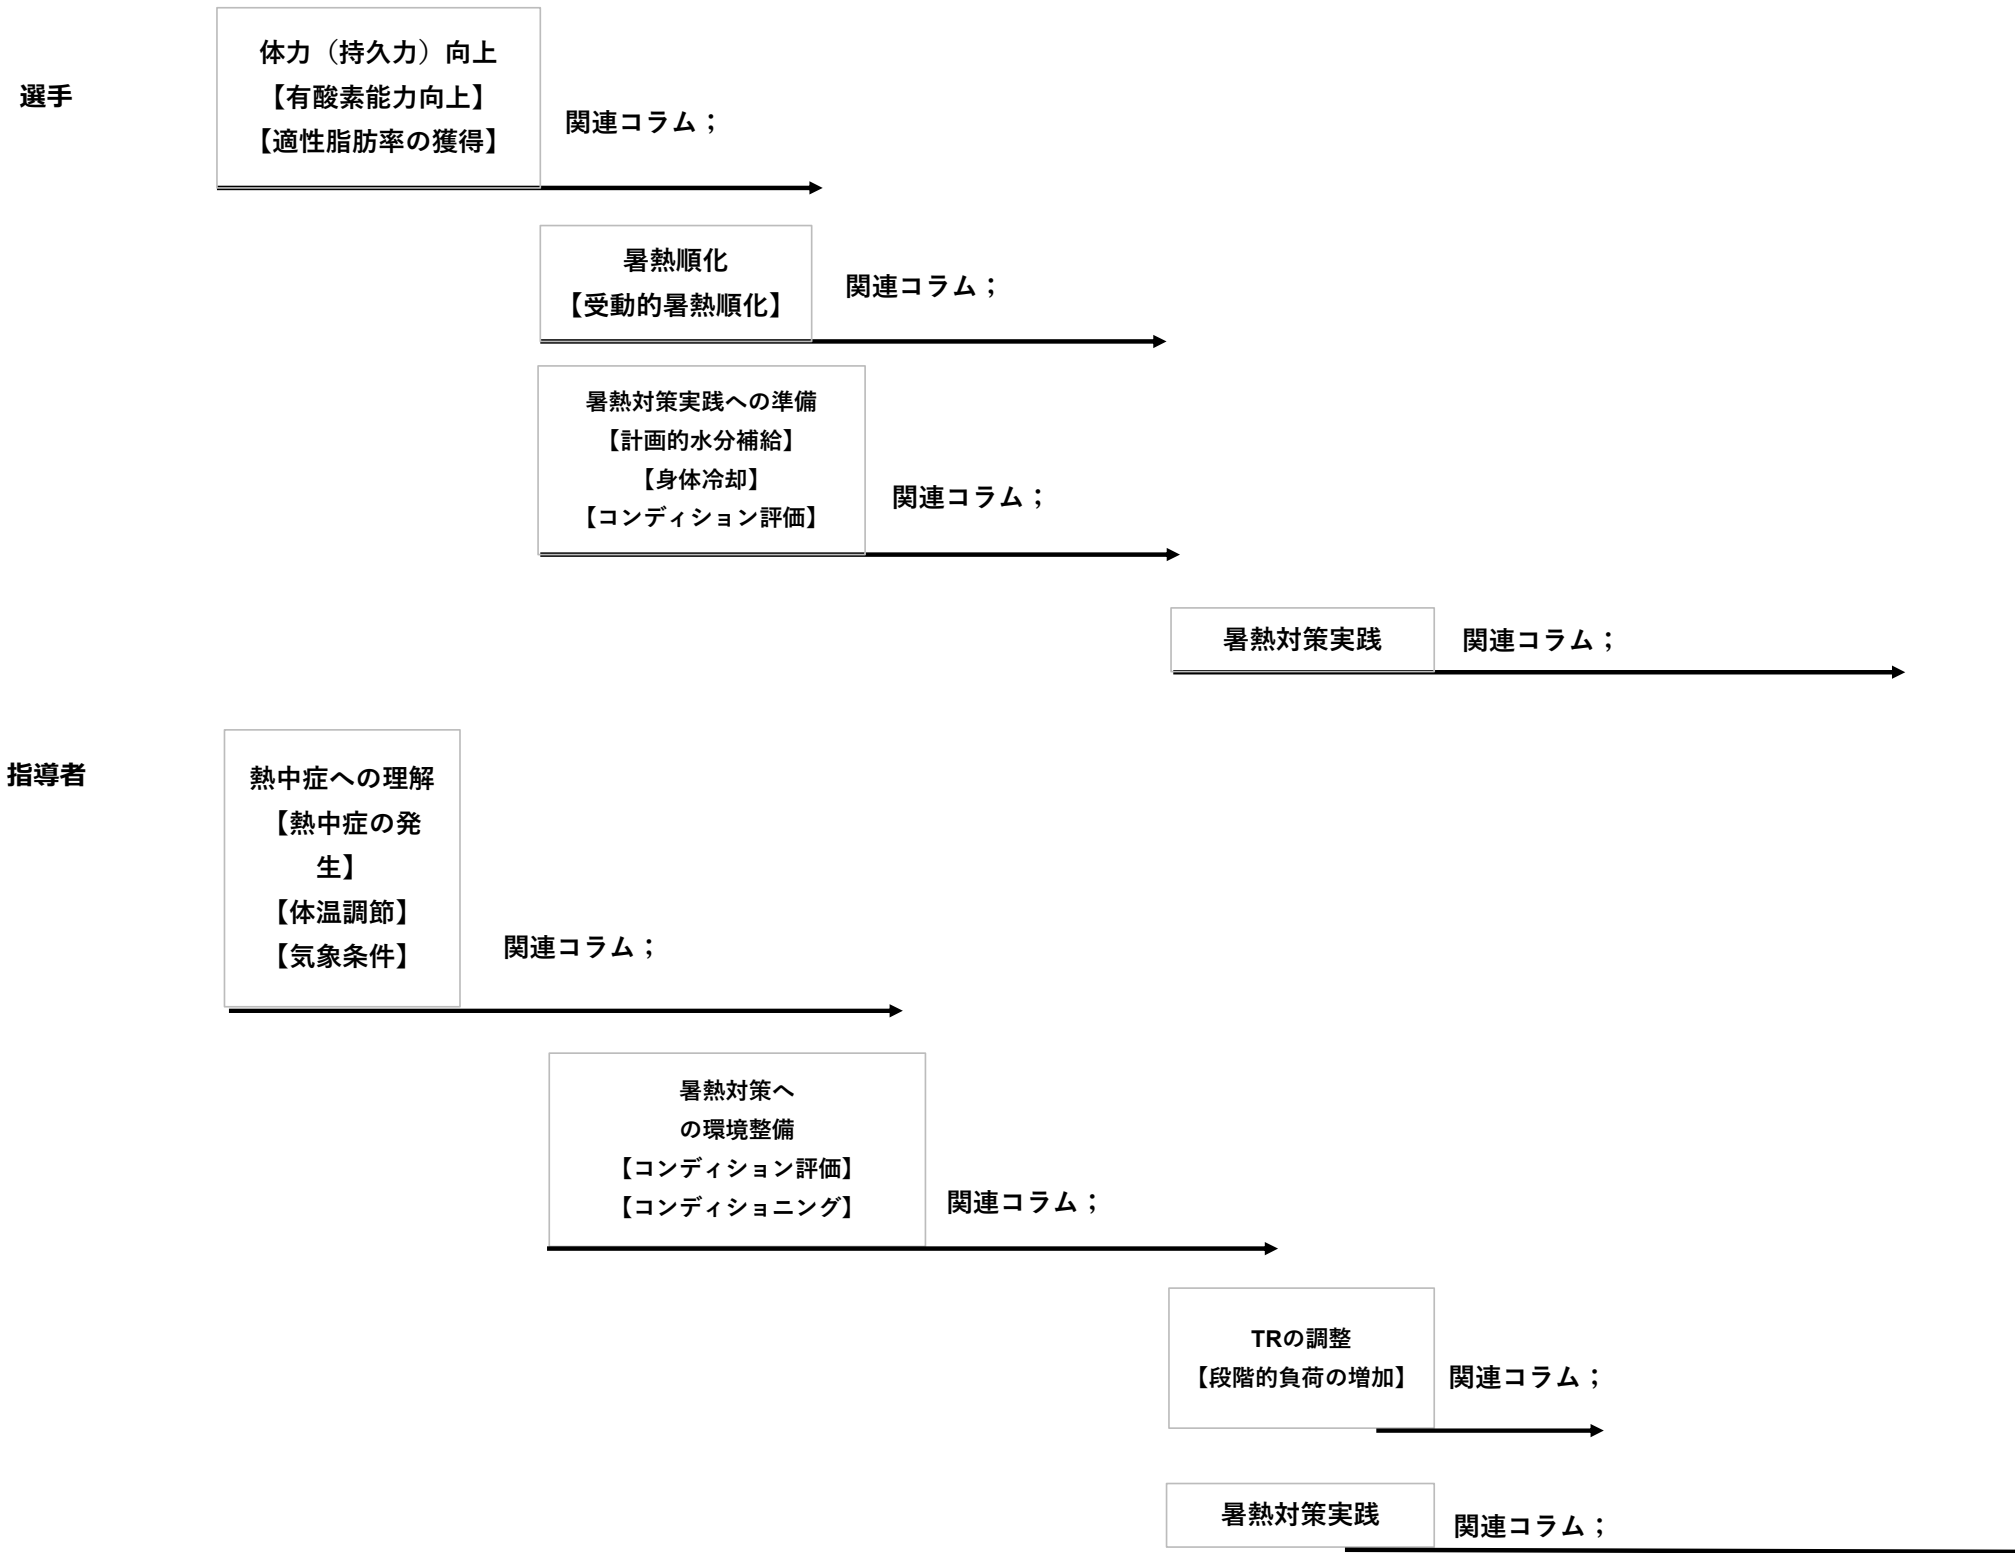 選手
体力（持久力）向上
【有酸素能力向上】
【適性脂肪率の獲得】
関連コラム；
暑熱順化
【受動的暑熱順化】
関連コラム；
暑熱対策実践への準備
【計画的水分補給】
【身体冷却】
【コンディション評価】
関連コラム；
暑熱対策実践
関連コラム；
指導者
熱中症への理解
【熱中症の発
生】
【体温調節】
【気象条件】
関連コラム；
暑熱対策へ
の環境整備
【コンディション評価】
【コンディショニング】
関連コラム；
TRの調整
【段階的負荷の増加】
関連コラム；
暑熱対策実践
関連コラム；